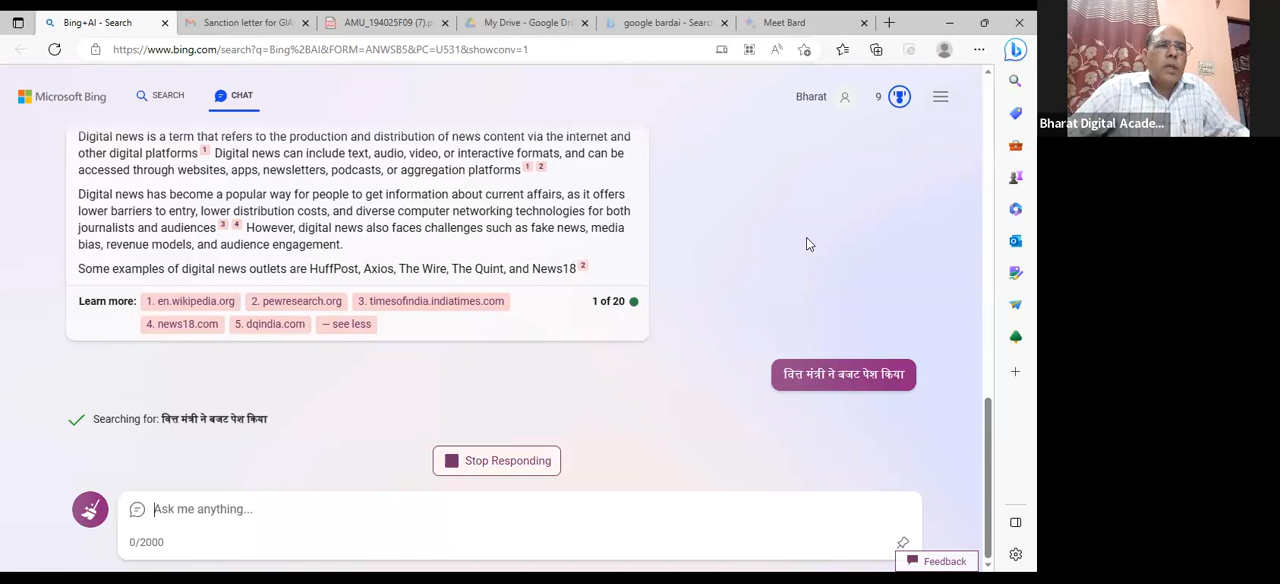 Bing+AI - Search
Sanction letter for GIA
AMU_194025F09 (7).p
My Drive - Google Dri
google bardai - Searc
Meet Bard
https://www.bing.com/search?q=Bing%2BAI&FORM=ANWSB5&PC=U531&showconv=1
Microsoft Bing
SEARCH
CHAT
Bharat
9
Digital news is a term that refers to the production and distribution of news content via the internet and
other digital platforms 1 Digital news can include text, audio, video, or interactive formats, and can be
accessed through websites, apps, newsletters, podcasts, or aggregation platforms 1 2
Digital news has become a popular way for people to get information about current affairs, as it offers
lower barriers to entry, lower distribution costs, and diverse computer networking technologies for both
journalists and audiences 3 4 However, digital news also faces challenges such as fake news, media
bias, revenue models, and audience engagement.
Some examples of digital news outlets are HuffPost, Axios, The Wire, The Quint, and News18 2
Learn more: 1. en.wikipedia.org 2. pewresearch.org 3. timesofindia.indiatimes.com 1 of 20
4. news18.com 5. dqindia.com — see less
वित्त मंत्री ने बजट पेश किया
Searching for: वित्त मंत्री ने बजट पेश किया
Stop Responding
Ask me anything...
0/2000
Feedback
Bharat Digital Acade...